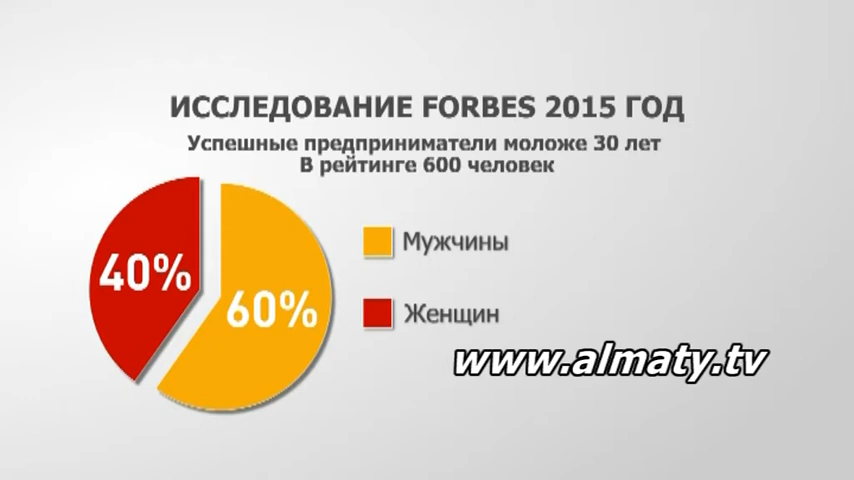 ИССЛЕДОВАНИЕ FORBES 2015 ГОД
Успешные предприниматели моложе 30 лет
В рейтинге 600 человек
40%
60%
Мужчины
Женщин
www.almaty.tv